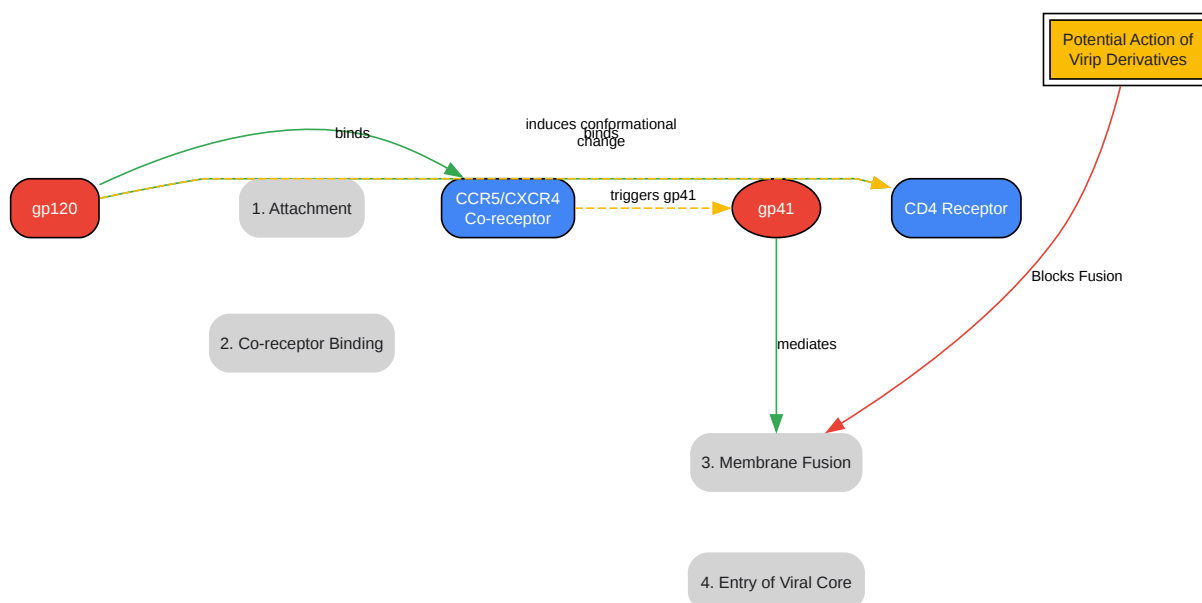 Potential Action of
Virip Derivatives
induces conformational
binds
binds
change
gp120
1. Attachment
CCR5/CXCR4
Co-receptor
triggers gp41
gp41
CD4 Receptor
Blocks Fusion
2. Co-receptor Binding
mediates
3. Membrane Fusion
4. Entry of Viral Core